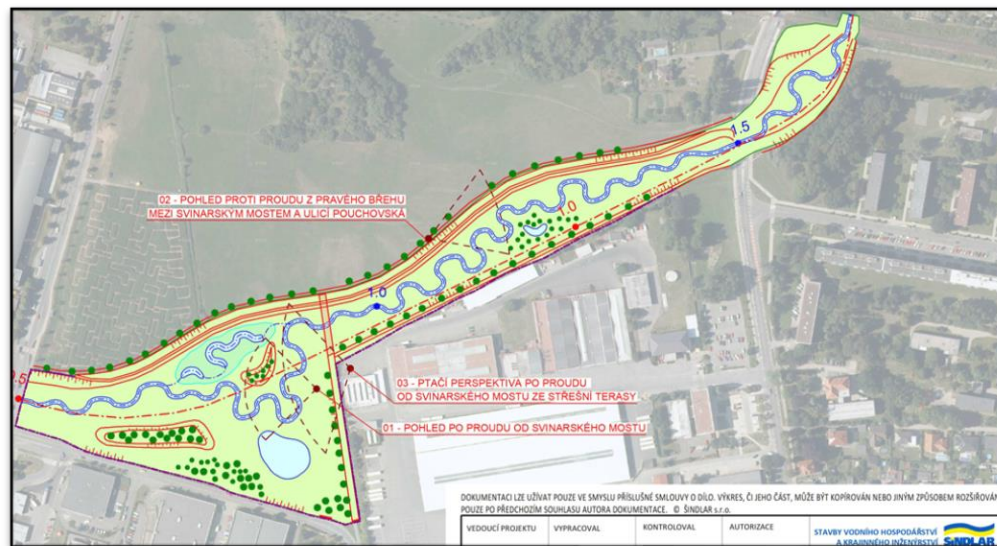 1.5
02 - POHLED PROTI PROUDU Z PRAVÉHO BŘEHU
MEZI SVINARSKÝM MOSTEM A ULICÍ POUCHOVSKÁ
1.0
1.0
0.5
03 - PTAČÍ PERSPEKTIVA PO PROUDU
OD SVINARSKÉHO MOSTU ZE STŘEŠNÍ TERASY
01 - POHLED PO PROUDU OD SVINARSKÉHO MOSTU
DOKUMENTACI LZE UŽÍVAT POUZE VE SMYSLU PŘÍSLUŠNÉ SMLOUVY O DÍLO. VÝKRES, ČI JEHO ČÁST, MŮŽE BÝT KOPÍROVÁN NEBO JINÝM ZPŮSOBEM ROZŠIŘOVÁN
POUZE PO PŘEDCHOZÍM SOUHLASU AUTORA DOKUMENTACE. © ŠINDLAR s.r.o.
VEDOUCÍ PROJEKTU VYPRACOVAL KONTROLOVAL AUTORIZACE
STAVBY VODNÍHO HOSPODÁŘSTVÍ
A KRAJINNÉHO INŽENÝRSTVÍ ŠINDLAR